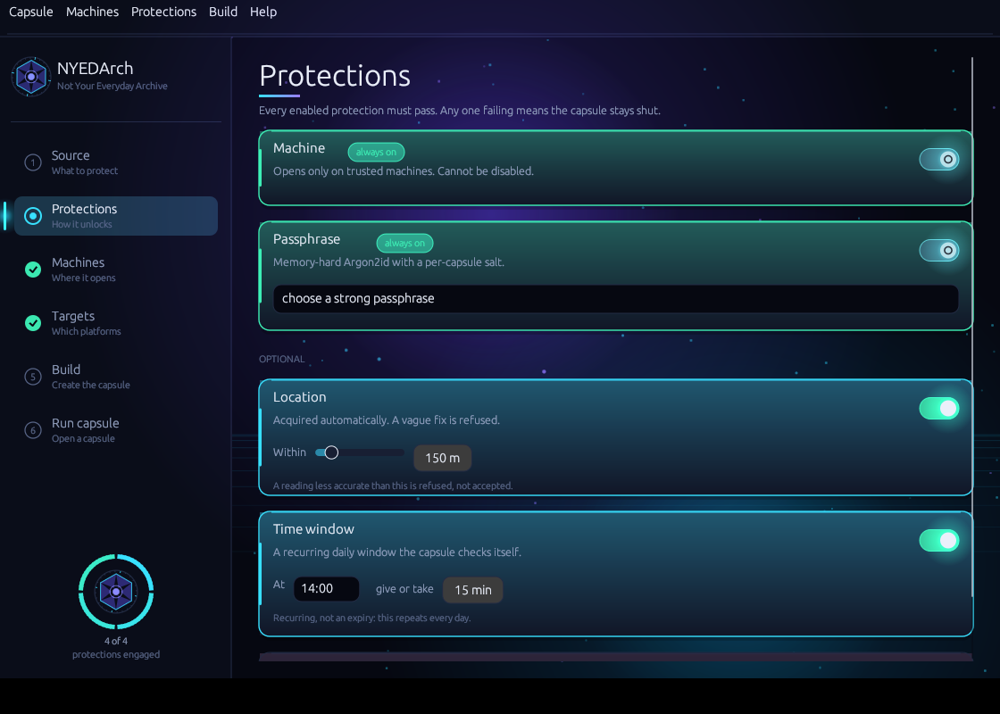 Capsule Machines Protections Build Help
NYEDArch
Not Your Everyday Archive
1 Source
What to protect
Protections
How it unlocks
Machines
Where it opens
Targets
Which platforms
5 Build
Create the capsule
6 Run capsule
Open a capsule
4 of 4
protections engaged
Protections
Every enabled protection must pass. Any one failing means the capsule stays shut.
Machine always on
Opens only on trusted machines. Cannot be disabled.
Passphrase always on
Memory-hard Argon2id with a per-capsule salt.
choose a strong passphrase
OPTIONAL
Location
Acquired automatically. A vague fix is refused.
Within 150 m
A reading less accurate than this is refused, not accepted.
Time window
A recurring daily window the capsule checks itself.
At 14:00 give or take 15 min
Recurring, not an expiry: this repeats every day.